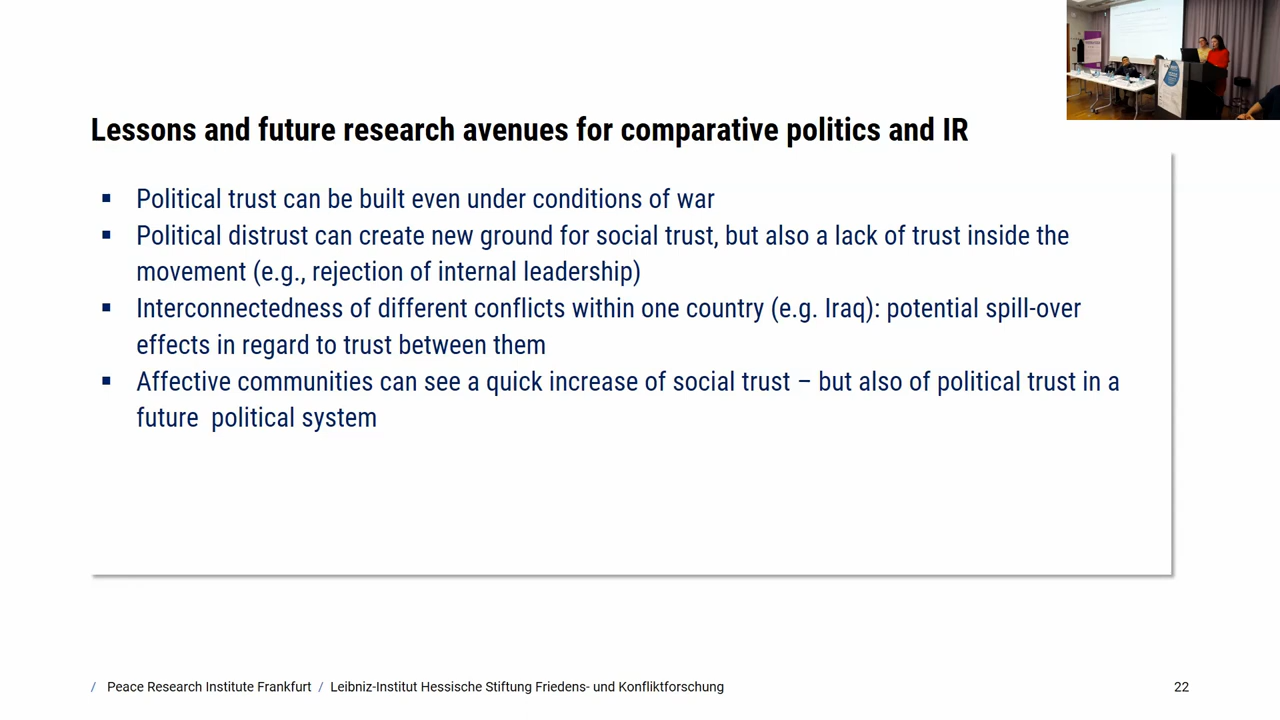 Lessons and future research avenues for comparative politics and IR
▪ Political trust can be built even under conditions of war
▪ Political distrust can create new ground for social trust, but also a lack of trust inside the
movement (e.g., rejection of internal leadership)
▪ Interconnectedness of different conflicts within one country (e.g. Iraq): potential spill-over
effects in regard to trust between them
▪ Affective communities can see a quick increase of social trust – but also of political trust in a
future  political system
/ Peace Research Institute Frankfurt / Leibniz-Institut Hessische Stiftung Friedens- und Konfliktforschung
22